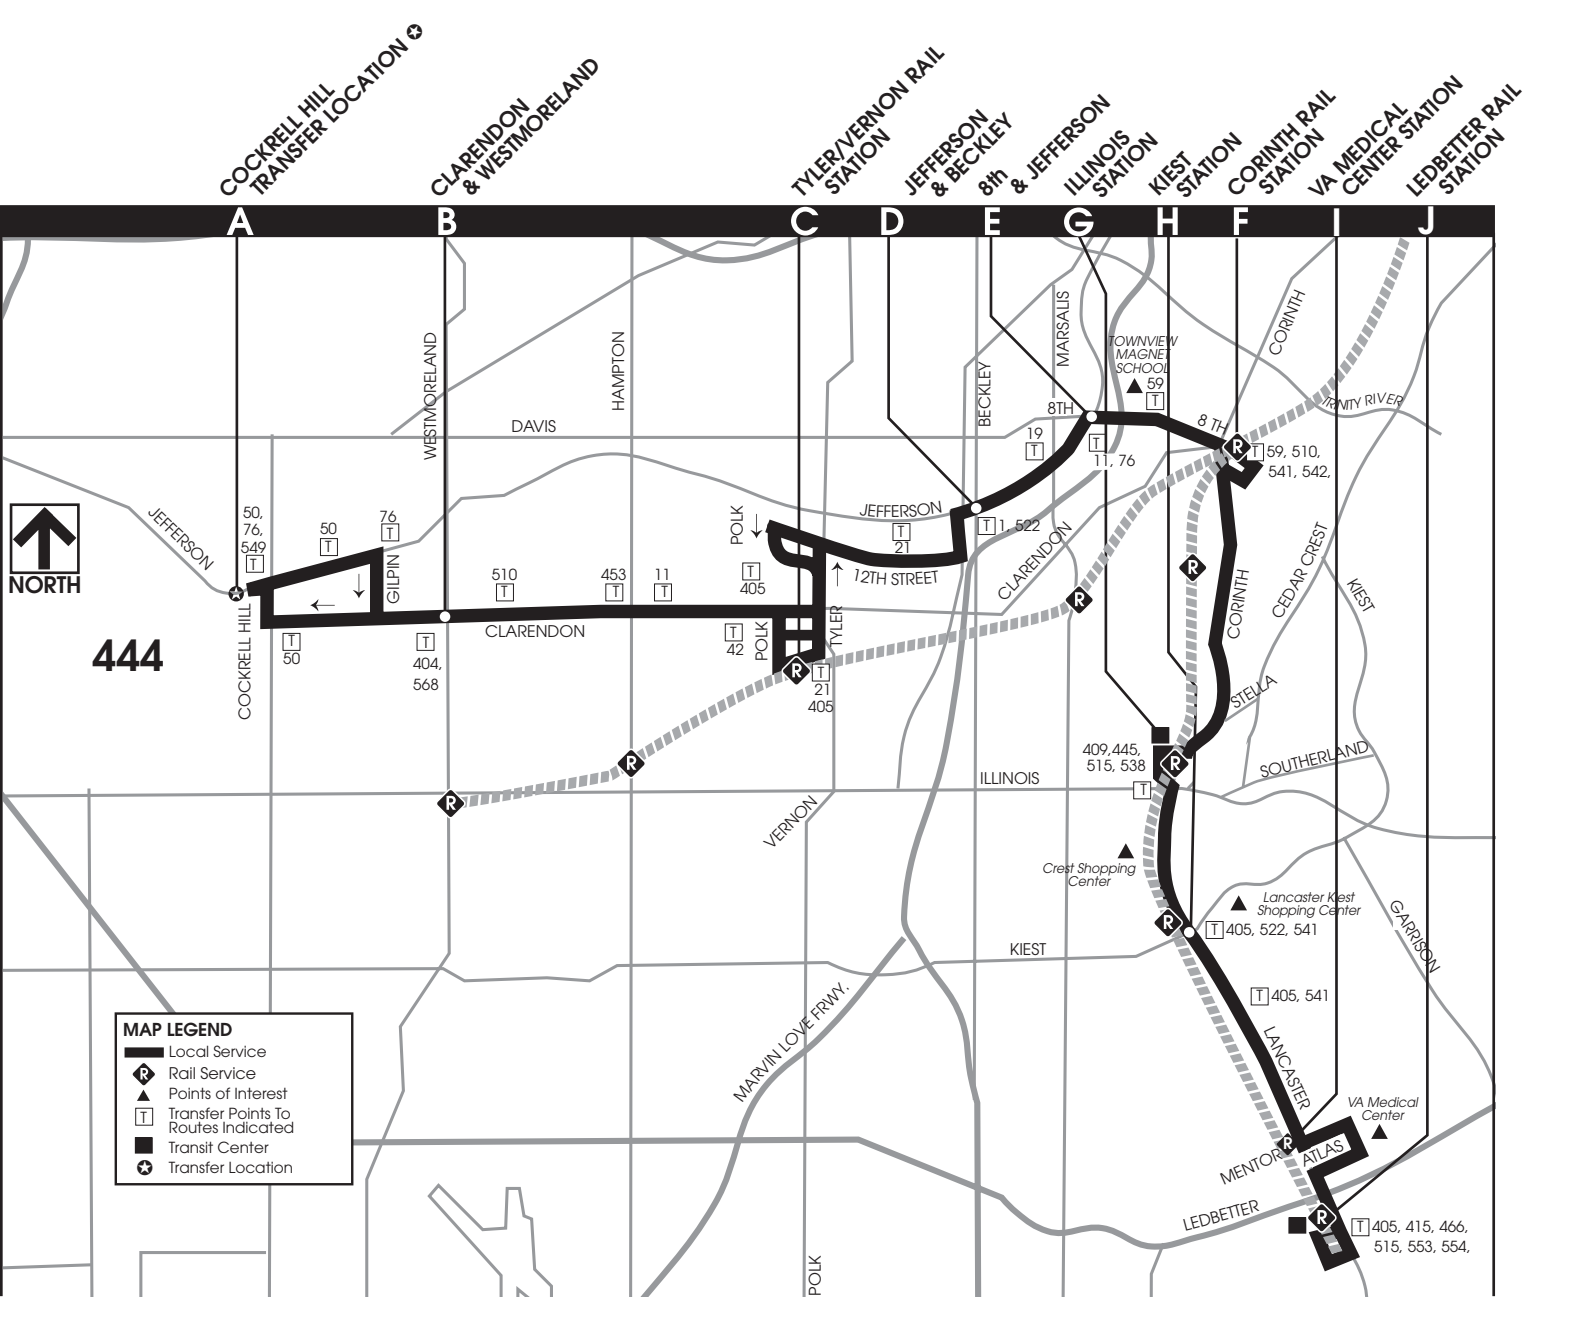 COCKRELL HILL
TRANSFER LOCATION
CLARENDON
& WESTMORELAND
TYLER/VERNON RAIL
STATION
JEFFERSON
& BECKLEY
8th
& JEFFERSON
ILLINOIS
STATION
KIEST
STATION
CORINTH RAIL
STATION
VA MEDICAL
CENTER STATION
LEDBETTER RAIL
STATION
A
B
C
D
E
G
H
F
I
J
WESTMORELAND
HAMPTON
BECKLEY
MARSALIS
TOWNVIEW
MAGNET
SCHOOL
59
T
CORINTH
TRINITY RIVER
DAVIS
8TH
8 TH
19
T
T
11, 76
R
T 59, 510,
541, 542,
JEFFERSON
50,
76,
549
T
50
T
76
T
GILPIN
POLK
JEFFERSON
T
21
T 1, 522
12TH STREET
CLARENDON
NORTH
COCKRELL HILL
T
50
510
T
453
T
11
T
T
405
CLARENDON
T
404,
568
T
42
POLK
TYLER
R
T
21
405
R
R
CORINTH
CEDAR CREST
KIEST
STELLA
444
R
R
409,445,
515, 538
R
T
ILLINOIS
SOUTHERLAND
VERNON
Crest Shopping
Center
Lancaster Kiest
Shopping Center
R
T 405, 522, 541
GARRISON
KIEST
T 405, 541
MARVIN LOVE FRWY.
LANCASTER
VA Medical
Center
R
MENTOR
ATLAS
LEDBETTER
R
T 405, 415, 466,
515, 553, 554,
POLK
MAP LEGEND
Local Service
R Rail Service
Points of Interest
T Transfer Points To
Routes Indicated
Transit Center
Transfer Location